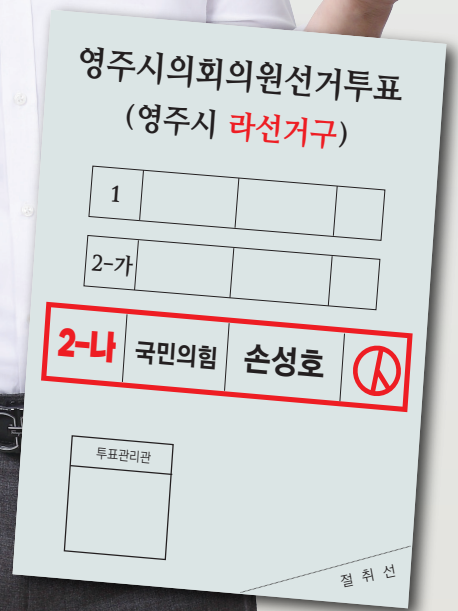 영주시의회의원선거투표
(영주시 라선거구)
1
2-가
2-나 국민의힘 손성호
투표관리관
절 취 선